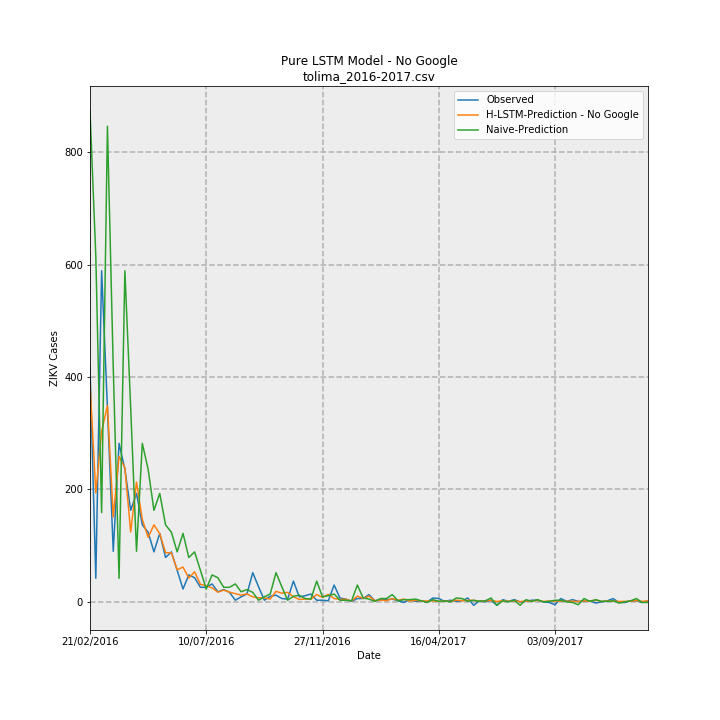 Pure LSTM Model - No Google
tolima_2016-2017.csv
Observed
H-LSTM-Prediction - No Google
Naive-Prediction
800
600
400
200
0
ZIKV Cases
21/02/2016
10/07/2016
27/11/2016
16/04/2017
03/09/2017
Date